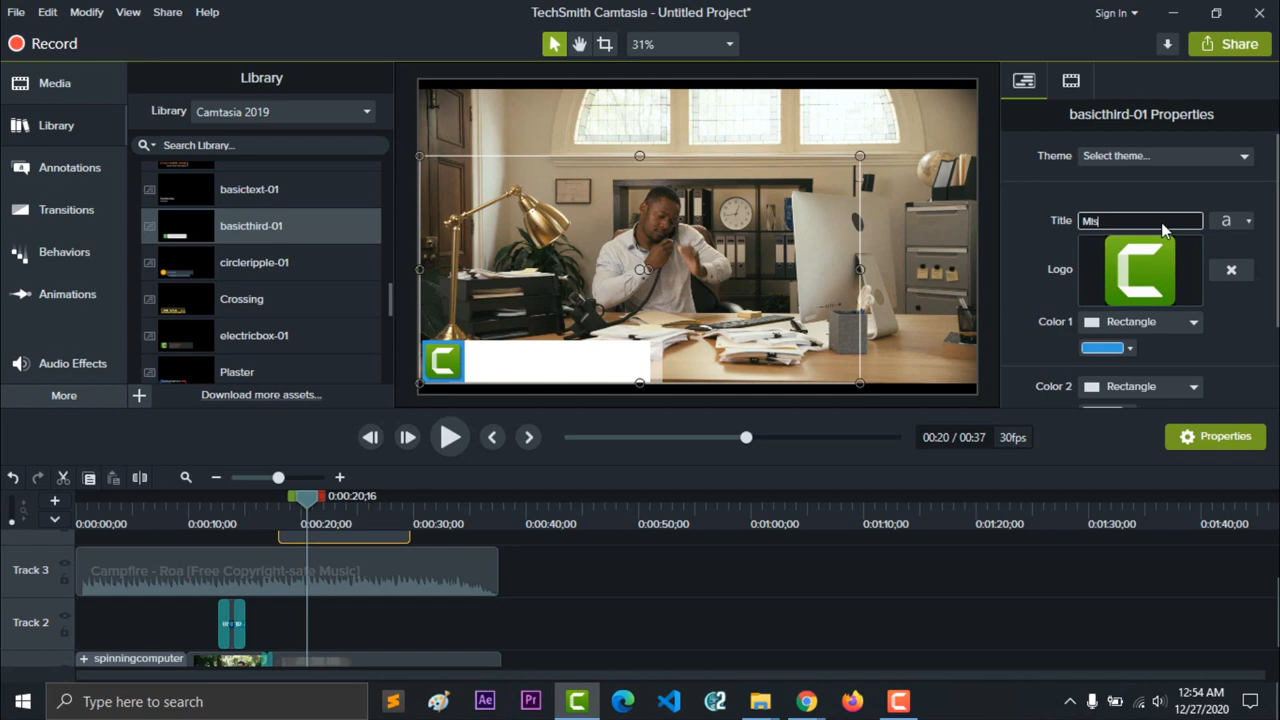 File Edit Modify View Share Help
TechSmith Camtasia - Untitled Project*
Sign In
Record
31%
Share
Media
Library
Annotations
Transitions
Behaviors
Animations
Audio Effects
More
Library
Library Camtasia 2019
Search Library...
basictext-01
basicthird-01
circleripple-01
Crossing
electricbox-01
Plaster
Download more assets...
basicthird-01 Properties
Theme Select theme...
Title Mis a
Logo
Color 1 Rectangle
Color 2 Rectangle
00:20 / 00:37 30fps
Properties
0:00:20;16
0:00:00;00 0:00:10;00 0:00:20;00 0:00:30;00 0:00:40;00 0:00:50;00 0:01:00;00 0:01:10;00 0:01:20;00 0:01:30;00 0:01:40;00
Track 3
Campfire - Roa [Free Copyright-safe Music]
Track 2
spinningcomputer
Type here to search
Ae
Pr
12:54 AM
12/27/2020